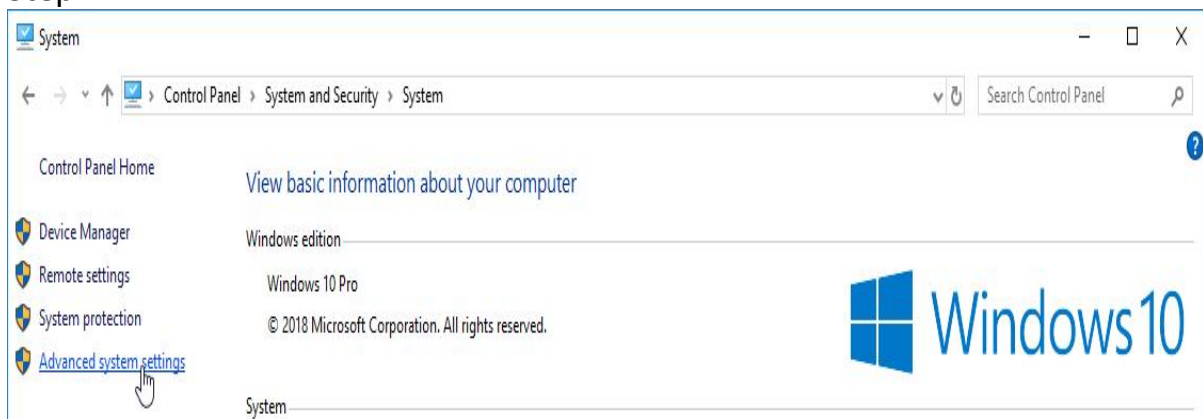 System
Control Panel > System and Security > System
Search Control Panel
?
Control Panel Home
View basic information about your computer
Device Manager
Windows edition
Remote settings
Windows 10 Pro
System protection
© 2018 Microsoft Corporation. All rights reserved.
Windows 10
Advanced system settings
System